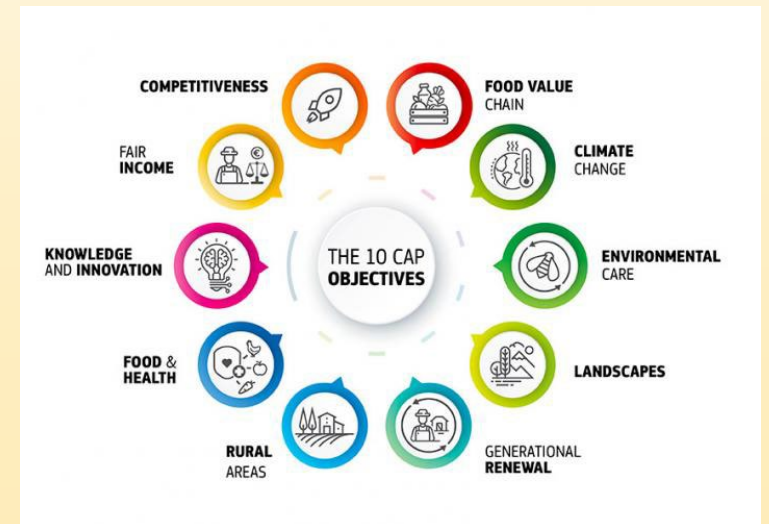 THE 10 CAP
OBJECTIVES
COMPETITIVENESS
FOOD VALUE
CHAIN
CLIMATE
CHANGE
ENVIRONMENTAL
CARE
LANDSCAPES
GENERATIONAL
RENEWAL
RURAL
AREAS
FOOD &
HEALTH
KNOWLEDGE
AND INNOVATION
FAIR
INCOME